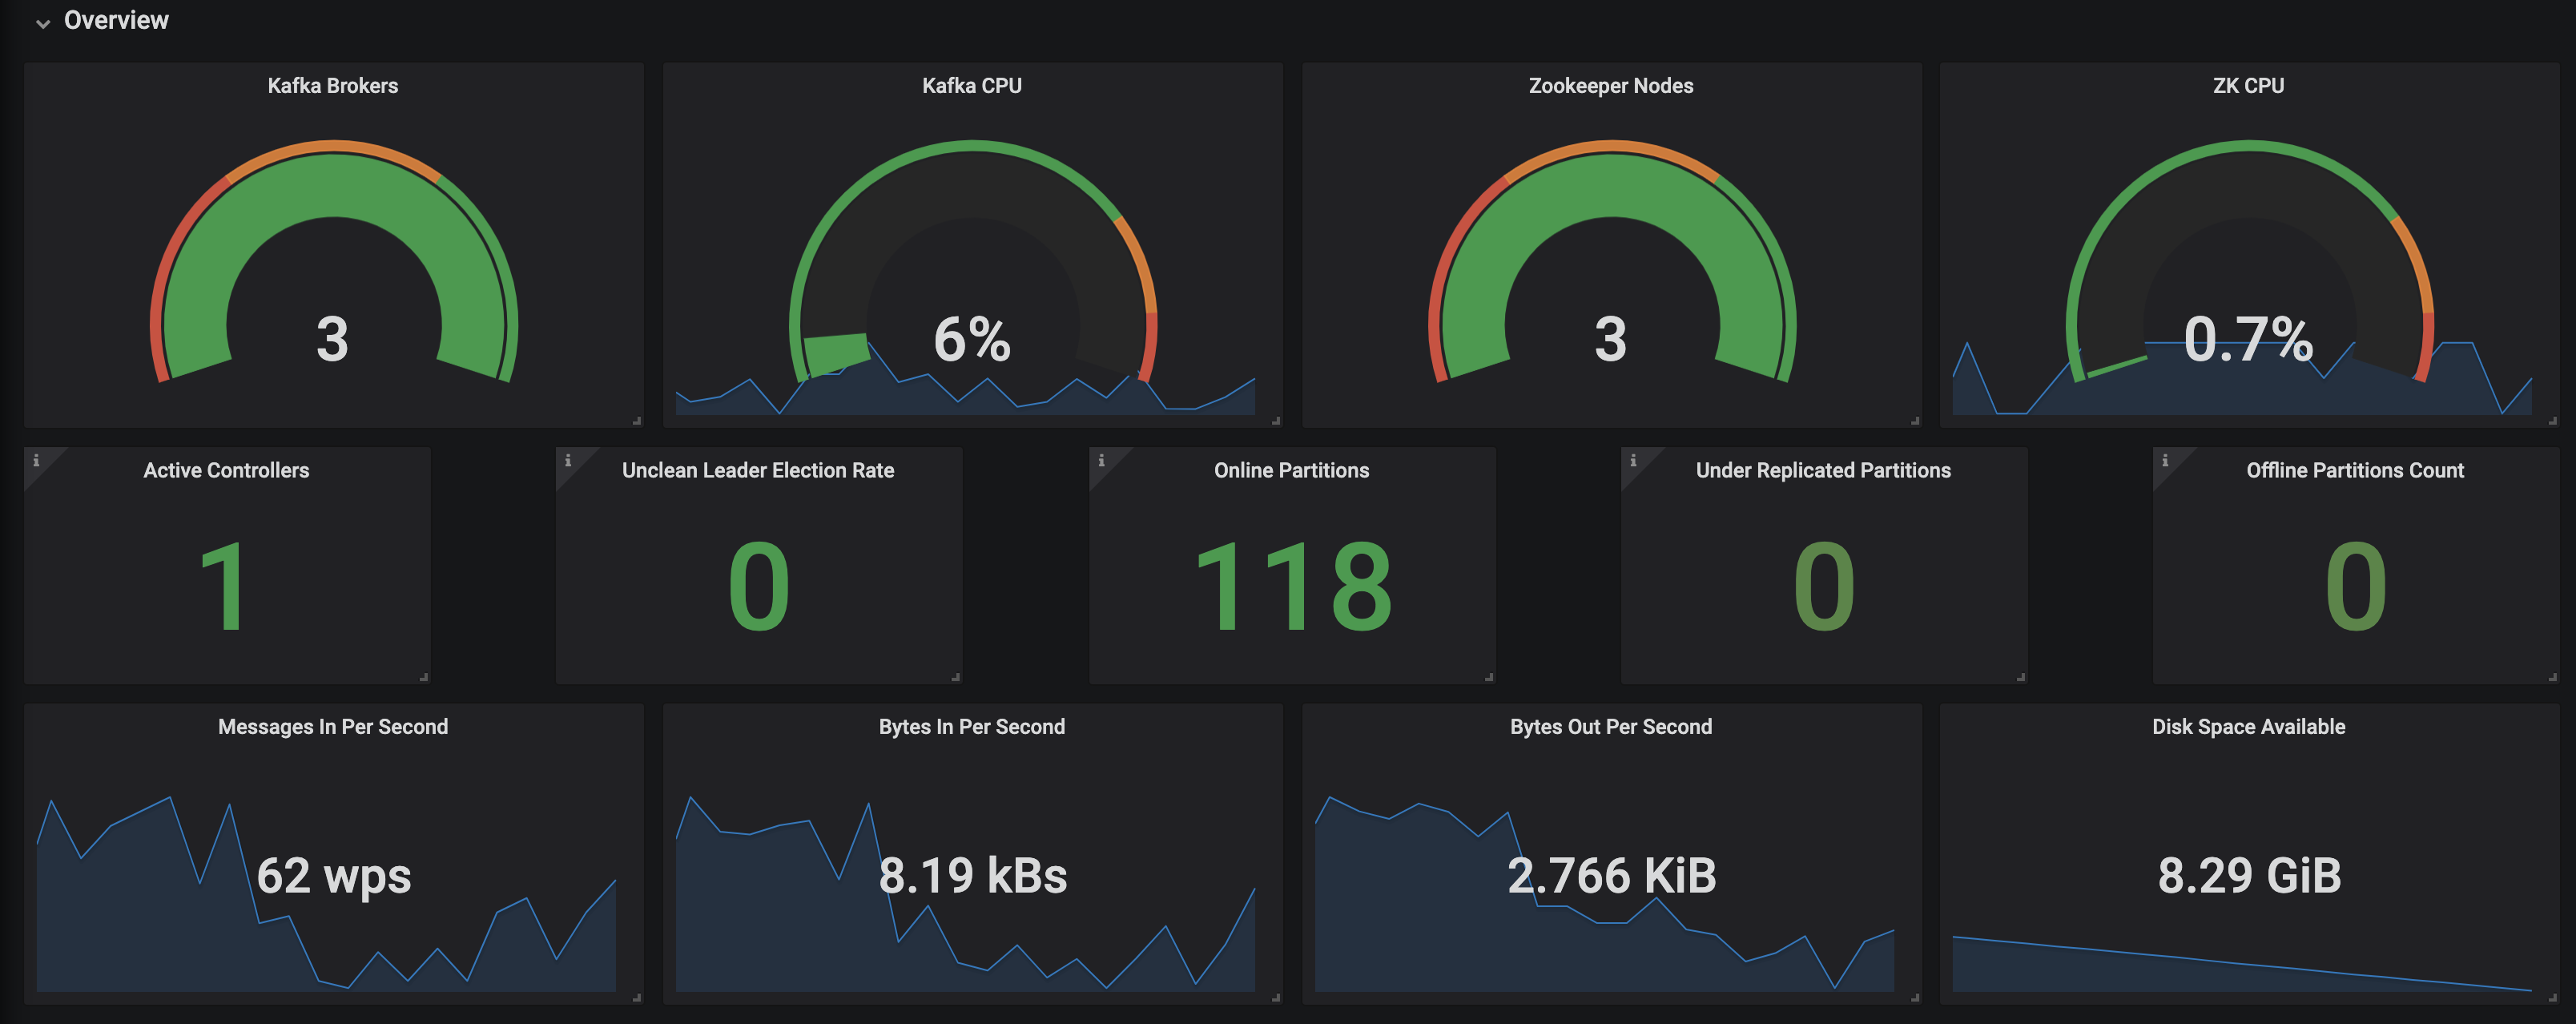 Overview
Kafka Brokers
3
Kafka CPU
6%
Zookeeper Nodes
3
ZK CPU
0.7%
i
Active Controllers
1
i
Unclean Leader Election Rate
0
i
Online Partitions
118
i
Under Replicated Partitions
0
i
Offline Partitions Count
0
Messages In Per Second
62 wps
Bytes In Per Second
8.19 kBs
Bytes Out Per Second
2.766 KiB
Disk Space Available
8.29 GiB